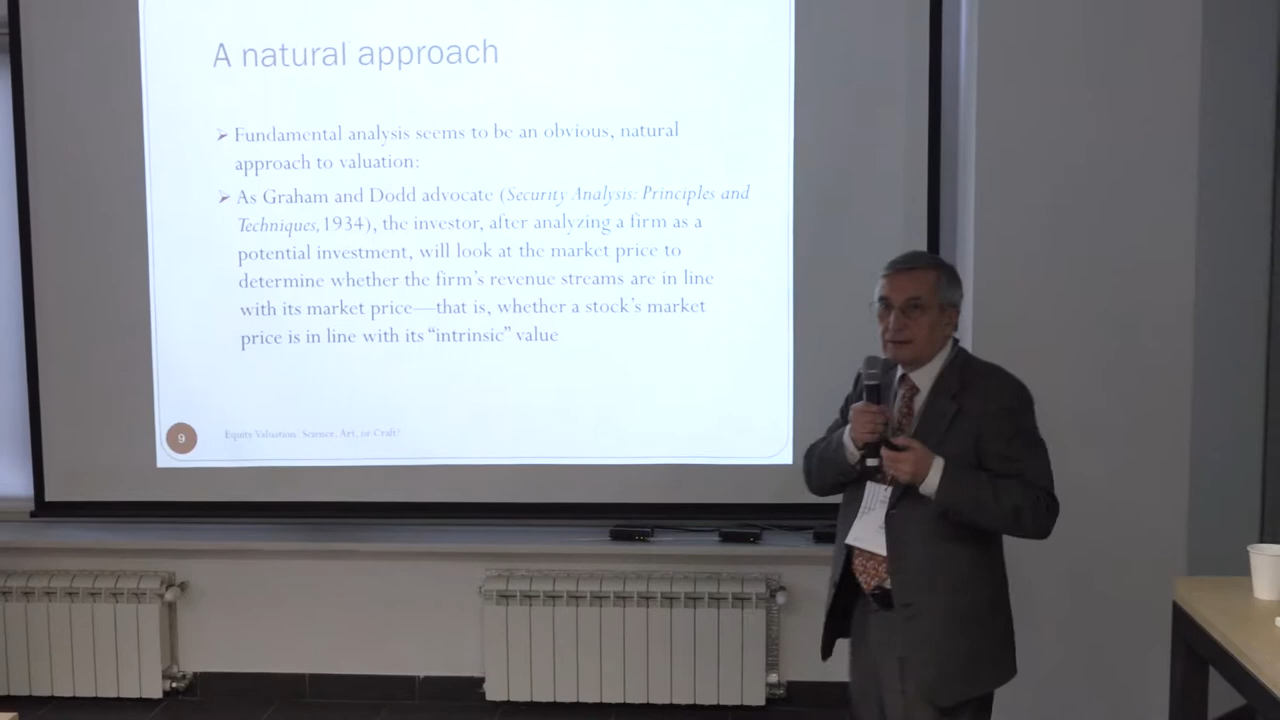 A natural approach
➢ Fundamental analysis seems to be an obvious, natural
approach to valuation:
➢ As Graham and Dodd advocate (Security Analysis: Principles and
Techniques, 1934), the investor, after analyzing a firm as a
potential investment, will look at the market price to
determine whether the firm's revenue streams are in line
with its market price—that is, whether a stock's market
price is in line with its “intrinsic” value
9
Equity Valuation: Science, Art, or Craft?